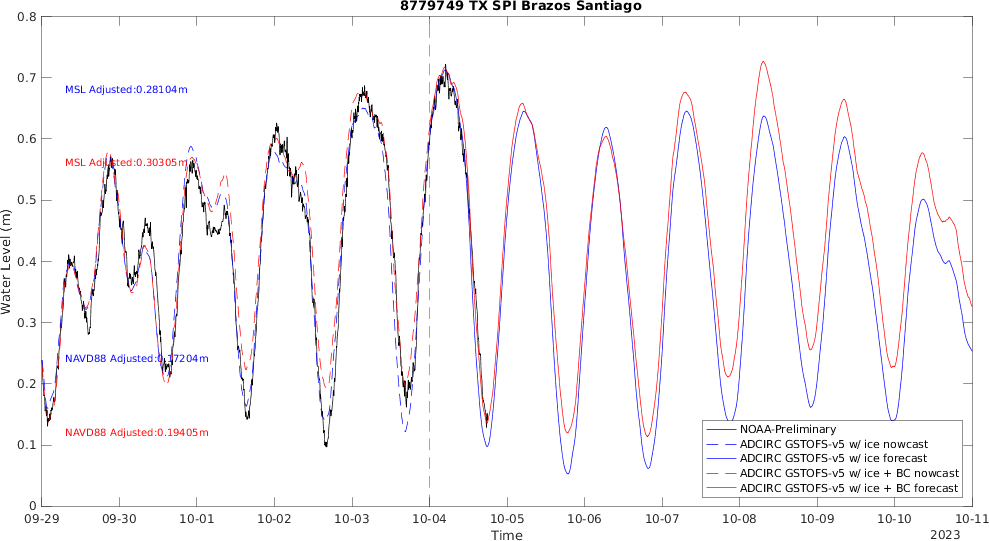 8779749 TX SPI Brazos Santiago
Water Level (m)
0.8
0.7
0.6
0.5
0.4
0.3
0.2
0.1
0
MSL Adjusted:0.28104m
MSL Adjusted:0.30305m
NAVD88 Adjusted:0.17204m
NAVD88 Adjusted:0.19405m
NOAA-Preliminary
ADCIRC GSTOFS-v5 w/ ice nowcast
ADCIRC GSTOFS-v5 w/ ice forecast
ADCIRC GSTOFS-v5 w/ ice + BC nowcast
ADCIRC GSTOFS-v5 w/ ice + BC forecast
09-29 09-30 10-01 10-02 10-03 10-04 10-05 10-06 10-07 10-08 10-09 10-10 10-11
Time
2023